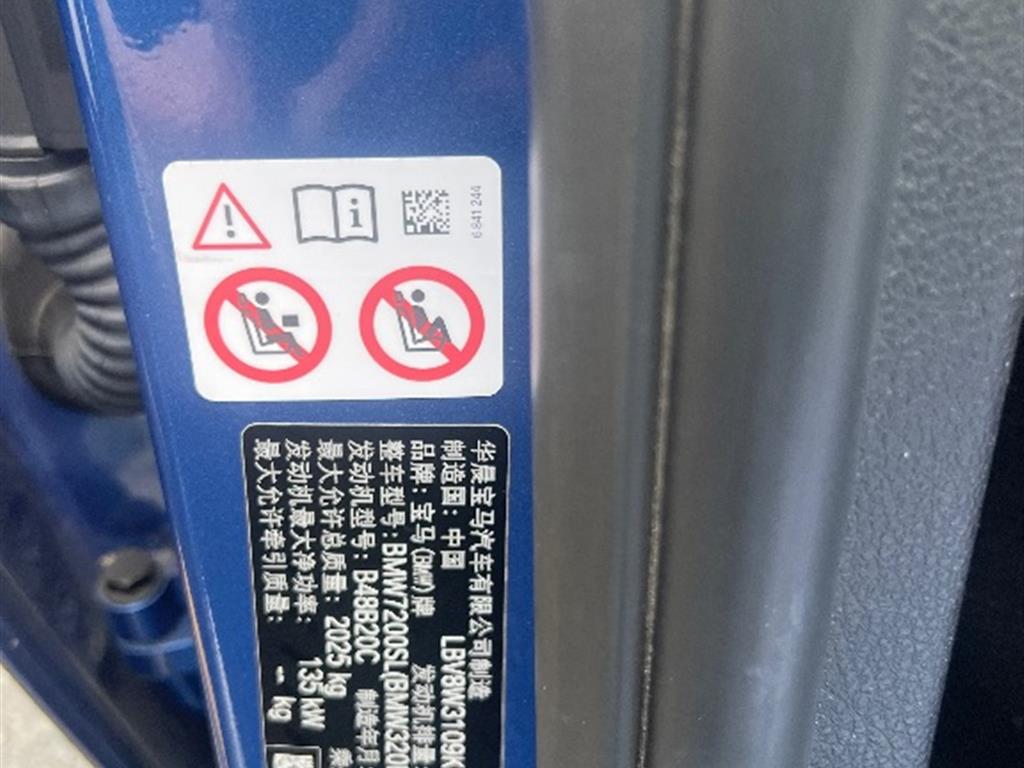 6 841 244
华晨宝马汽车有限公司制造
制造国：中国 LBV8W3109K
品牌：宝马(BMW)牌 发动机排量
整车型号：BMW7200SL(BMW320
发动机型号：B48B20C 制造年月
最大允许总质量：2025 kg 乘
发动机最大净功率：135 kW
最大允许牵引质量：- kg